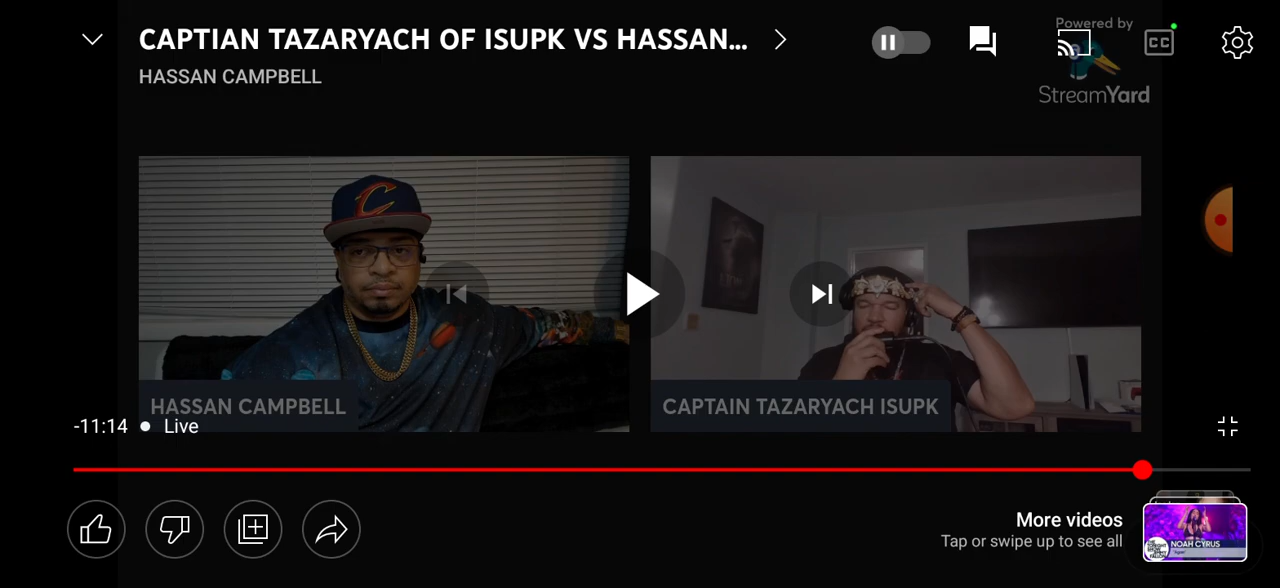 CAPTIAN TAZARYACH OF ISUPK VS HASSAN...
HASSAN CAMPBELL
Powered by
CC
StreamYard
HASSAN CAMPBELL
CAPTAIN TAZARYACH ISUPK
-11:14 • Live
More videos
Tap or swipe up to see all
NOAH CYRUS